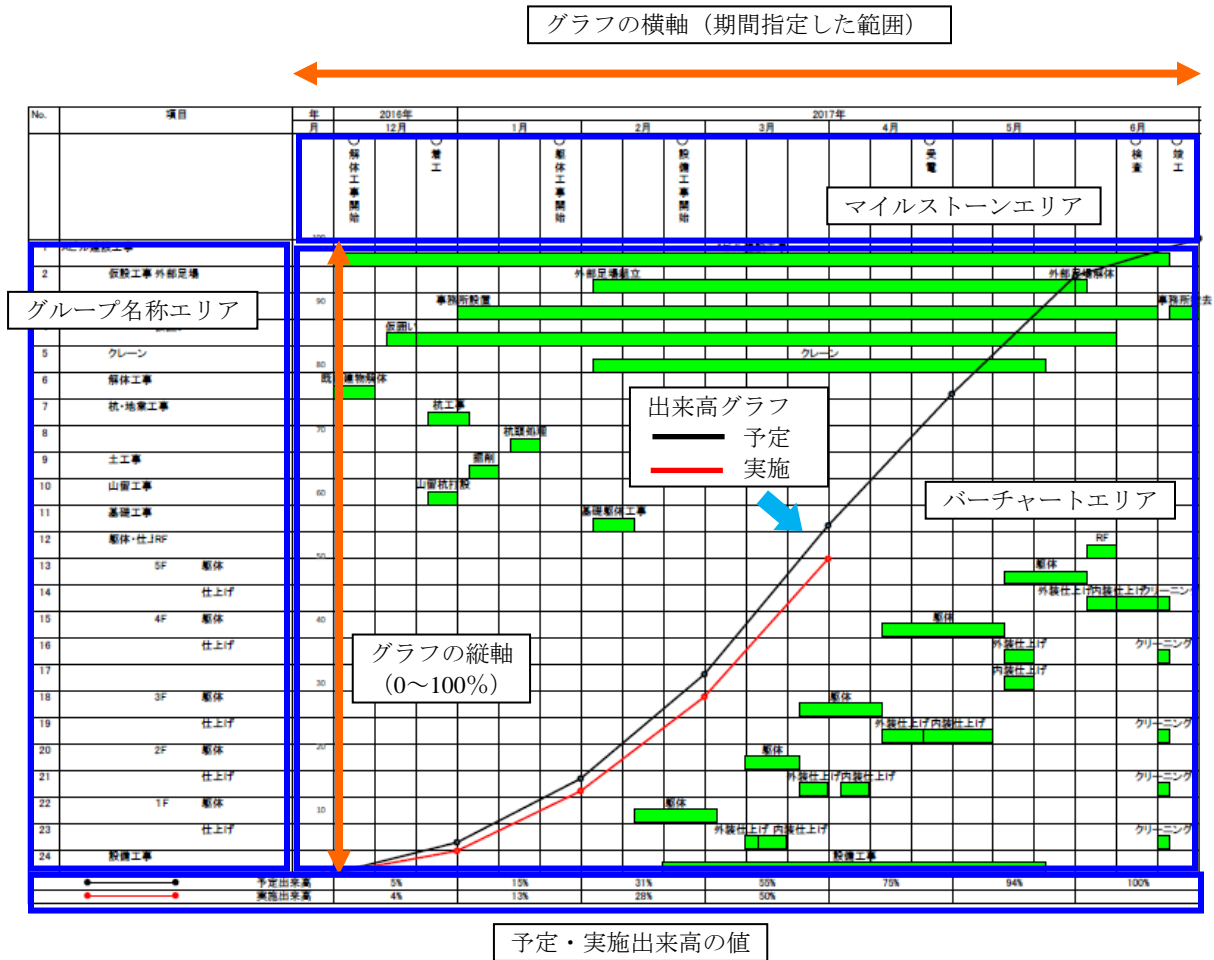 グラフの横軸（期間指定した範囲）
No. 項目 年 2016年 2017年
月 12月 1月 2月 3月 4月 5月 6月
○解体工事開始
○着工
○躯体工事開始
○設備工事開始
○受電
○検査
竣工
マイルストーンエリア
100
2 仮設工事 外部足場 外部足場組立 外部足場解体
グループ名称エリア
90 事務所設置
仮囲い
5 クレーン クレーン
80
6 解体工事
7 杭・地業工事 杭工事
出来高グラフ
予定
実施
8 70 杭頭処理
9 土工事 掘削
10 山留工事 60 山留杭打設
バーチャートエリア
11 基礎工事 基礎躯体工事
12 RF RF
50
13 5F 躯体 躯体
14 仕上げ 外装仕上げ 内装仕上げ クリーニング
15 4F 躯体 40 躯体
16 仕上げ 外装仕上げ クリーニング
グラフの縦軸
（0～100%）
17 30 内装仕上げ
18 3F 躯体 躯体
19 仕上げ 外装仕上げ 内装仕上げ クリーニング
20 2F 躯体 20 躯体
21 仕上げ 外装仕上げ 内装仕上げ クリーニング
22 1F 躯体 10 躯体
23 仕上げ 外装仕上げ 内装仕上げ クリーニング
24 設備工事 設備工事
予定出来高 5% 15% 31% 55% 75% 94% 100%
実施出来高 4% 13% 28% 50%
予定・実施出来高の値